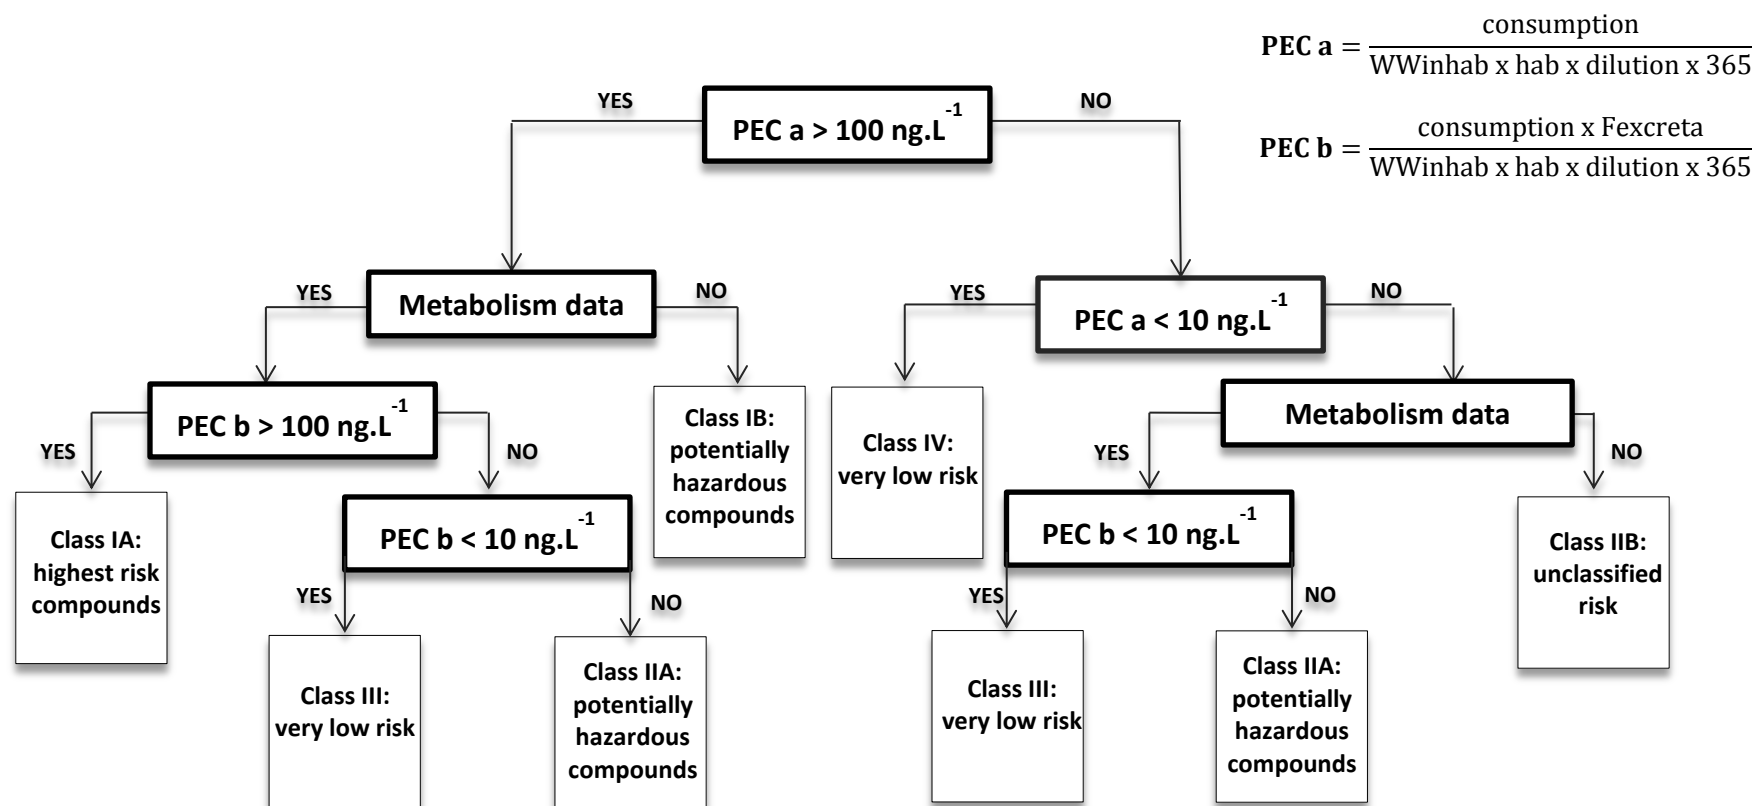 consumption
PEC a =
WWinhab x hab x dilution x 365
YES
NO
PEC a > 100 ng.L-1
consumption x Fexcreta
PEC b =
WWinhab x hab x dilution x 365
YES
Metabolism data
NO
YES
PEC a < 10 ng.L-1
NO
PEC b > 100 ng.L-1
YES
NO
Class IB:
potentially
hazardous
compounds
Class IV:
very low risk
Metabolism data
YES
NO
Class IA:
highest risk
compounds
PEC b < 10 ng.L-1
YES
NO
PEC b < 10 ng.L-1
YES
NO
Class IIB:
unclassified
risk
Class III:
very low risk
Class IIA:
potentially
hazardous
compounds
Class III:
very low risk
Class IIA:
potentially
hazardous
compounds